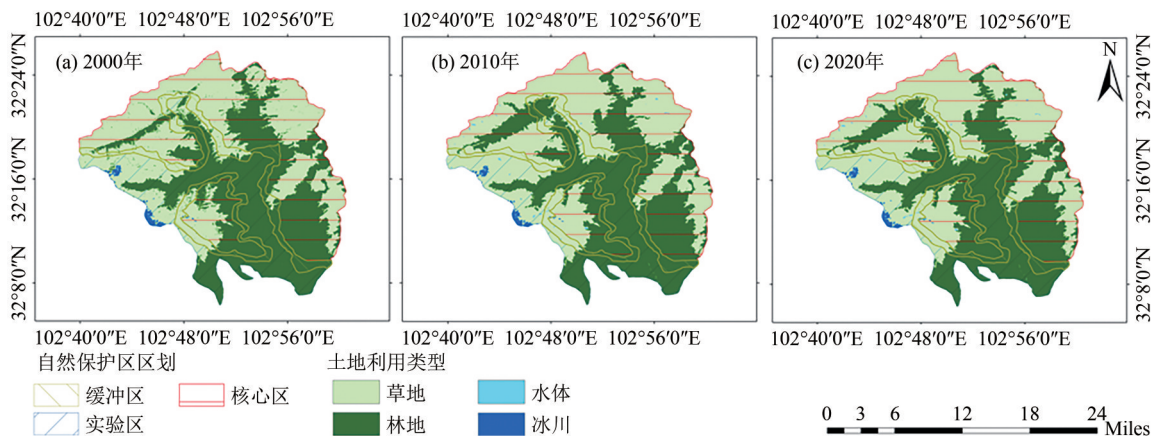 102°40′0″E 102°48′0″E 102°56′0″E 102°40′0″E 102°48′0″E 102°56′0″E 102°40′0″E 102°48′0″E 102°56′0″E
32°24′0″N
32°16′0″N
32°8′0″N
(a) 2000年
(b) 2010年
(c) 2020年
N
32°24′0″N
32°16′0″N
32°8′0″N
102°40′0″E 102°48′0″E 102°56′0″E 102°40′0″E 102°48′0″E 102°56′0″E 102°40′0″E 102°48′0″E 102°56′0″E
自然保护区区划 土地利用类型
缓冲区 核心区 草地 水体
实验区 林地 冰川
0 3 6 12 18 24
Miles